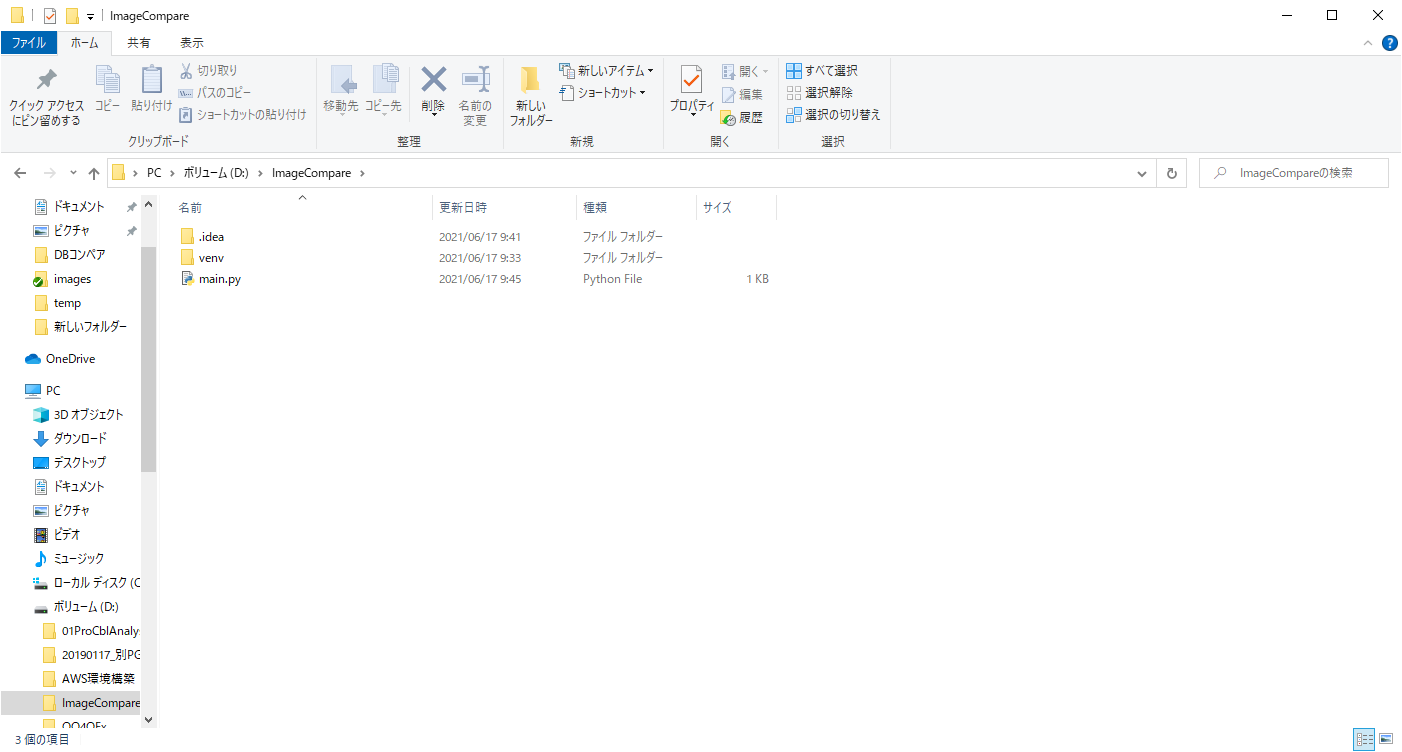 ImageCompare
ファイル ホーム 共有 表示
クイック アクセス
にピン留めする
コピー
貼り付け
切り取り
パスのコピー
ショートカットの貼り付け
クリップボード
移動先
コピー先
削除
名前の
変更
整理
新しい
フォルダー
新しいアイテム
ショートカット
新規
プロパティ
開く
編集
履歴
開く
すべて選択
選択解除
選択の切り替え
選択
PC ボリューム (D:) ImageCompare
ImageCompareの検索
ドキュメント
ピクチャ
DBコンペア
images
temp
新しいフォルダー
OneDrive
PC
3D オブジェクト
ダウンロード
デスクトップ
ドキュメント
ピクチャ
ビデオ
ミュージック
ローカル ディスク (C
ボリューム (D:)
01ProCblAnaly
20190117_別PG
AWS環境構築
ImageCompare
名前 更新日時 種類 サイズ
.idea 2021/06/17 9:41 ファイル フォルダー
venv 2021/06/17 9:33 ファイル フォルダー
main.py 2021/06/17 9:45 Python File 1 KB
3 個の項目